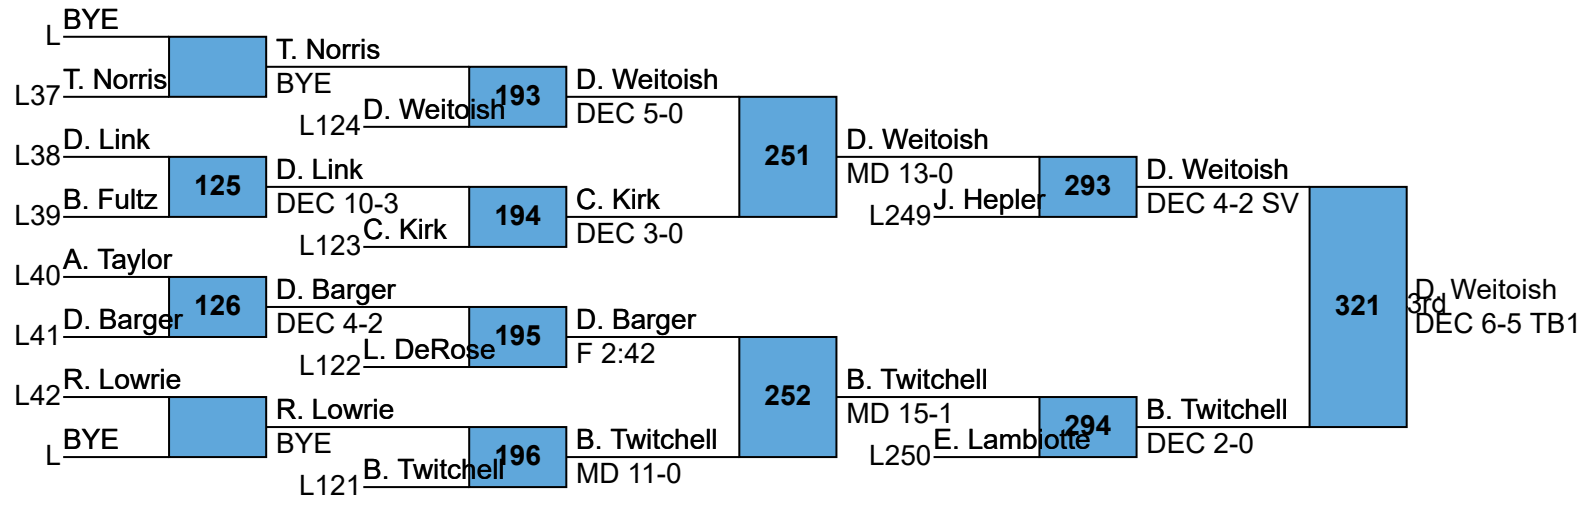 BYE
L
T. Norris
L37
T. Norris
BYE
D. Weitoish
L124
193
D. Weitoish
DEC 5-0
D. Link
L38
B. Fultz
L39
125
D. Link
DEC 10-3
C. Kirk
L123
194
C. Kirk
DEC 3-0
251
D. Weitoish
MD 13-0
J. Hepler
L249
293
D. Weitoish
DEC 4-2 SV
A. Taylor
L40
D. Barger
L41
126
D. Barger
DEC 4-2
L. DeRose
L122
195
D. Barger
F 2:42
R. Lowrie
L42
BYE
L
R. Lowrie
BYE
B. Twitchell
L121
196
B. Twitchell
MD 11-0
252
B. Twitchell
MD 15-1
E. Lambiotte
L250
294
B. Twitchell
DEC 2-0
321
3rd
D. Weitoish
DEC 6-5 TB1